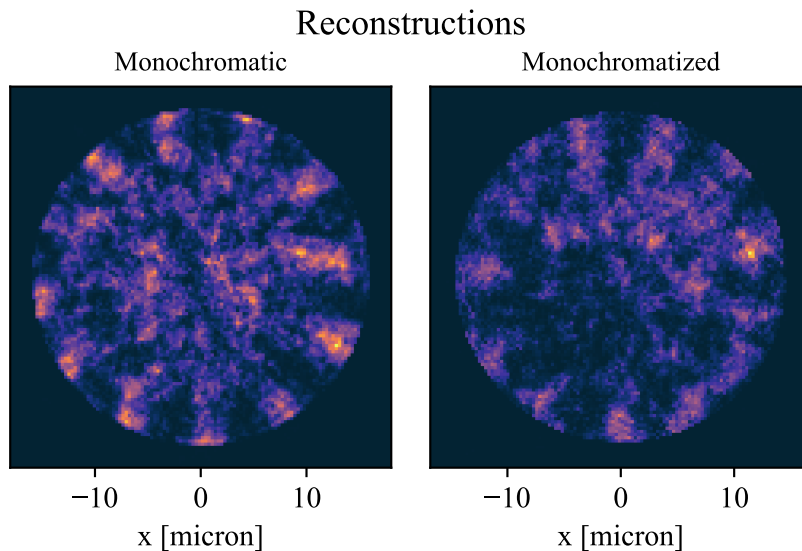 Reconstructions
Monochromatic
Monochromatized
−10 0 10
−10 0 10
x [micron]
x [micron]